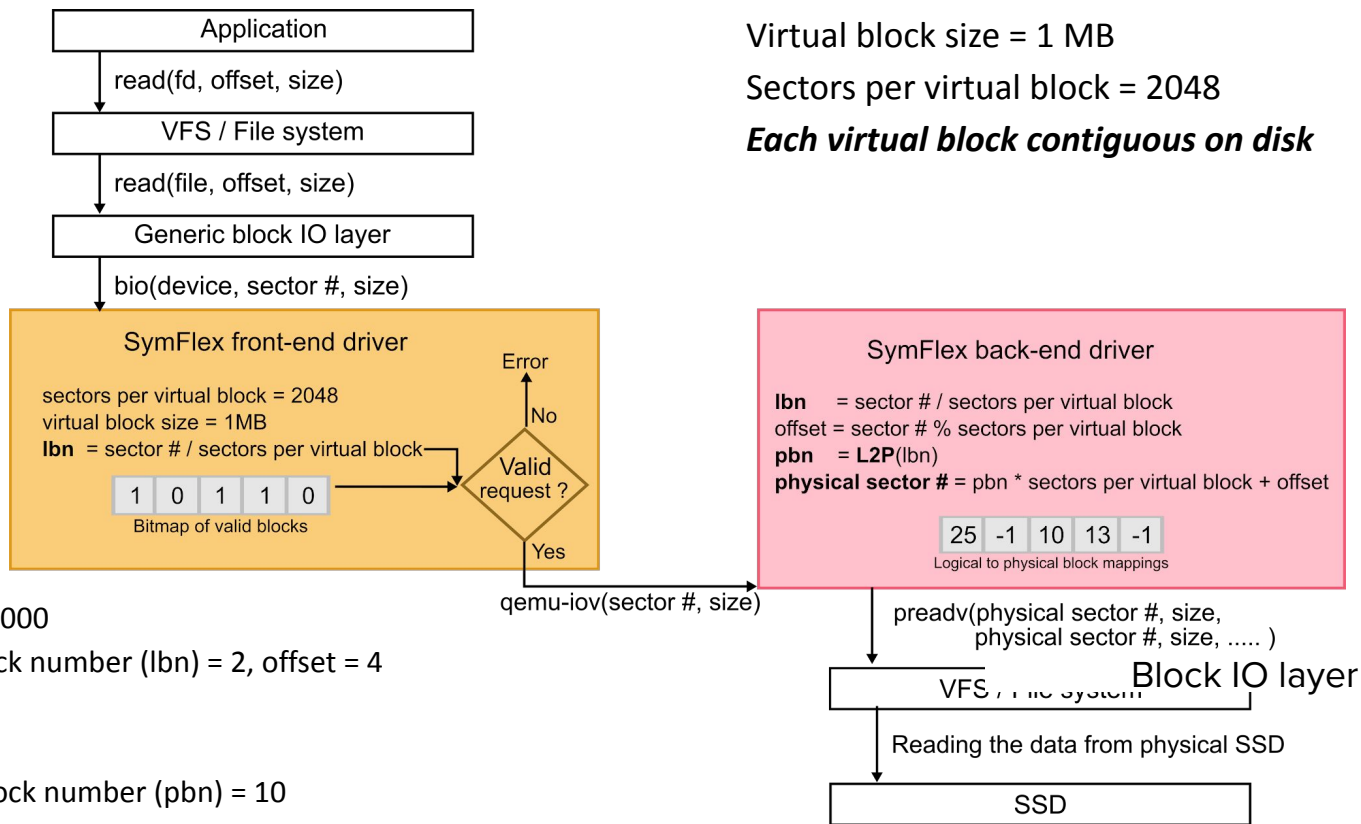 Application
read(fd, offset, size)
VFS / File system
read(file, offset, size)
Generic block IO layer
bio(device, sector #, size)
Virtual block size = 1 MB
Sectors per virtual block = 2048
Each virtual block contiguous on disk
SymFlex front-end driver
sectors per virtual block = 2048
virtual block size = 1MB
lbn = sector # / sectors per virtual block
1 0 1 1 0
Bitmap of valid blocks
Error
No
Valid
request ?
Yes
qemu-iov(sector #, size)
SymFlex back-end driver
lbn = sector # / sectors per virtual block
offset = sector # % sectors per virtual block
pbn = L2P(lbn)
physical sector # = pbn * sectors per virtual block + offset
25 -1 10 13 -1
Logical to physical block mappings
preadv(physical sector #, size,
physical sector #, size, ..... )
VFS / File system
Block IO layer
Reading the data from physical SSD
SSD
000
ck number (lbn) = 2, offset = 4
ock number (pbn) = 10